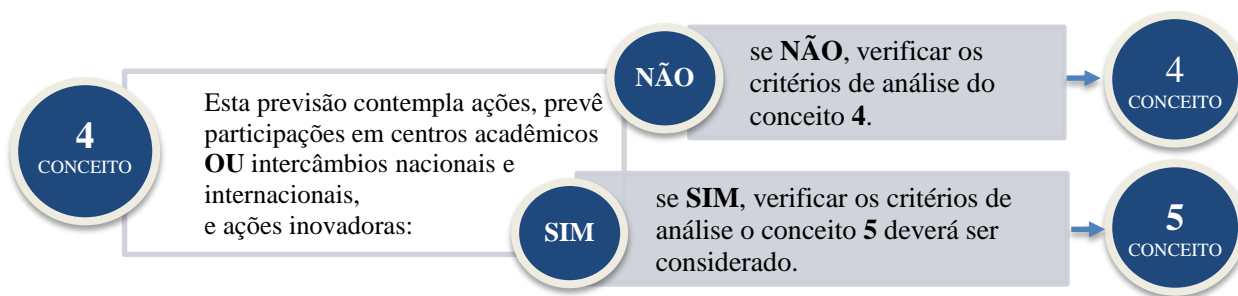 4
CONCEITO
Esta previsão contempla ações, prevê
participações em centros acadêmicos
OU intercâmbios nacionais e
internacionais,
e ações inovadoras:
NÃO
se NÃO, verificar os
critérios de análise do
conceito 4.
4
CONCEITO
SIM
se SIM, verificar os critérios de
análise o conceito 5 deverá ser
considerado.
5
CONCEITO